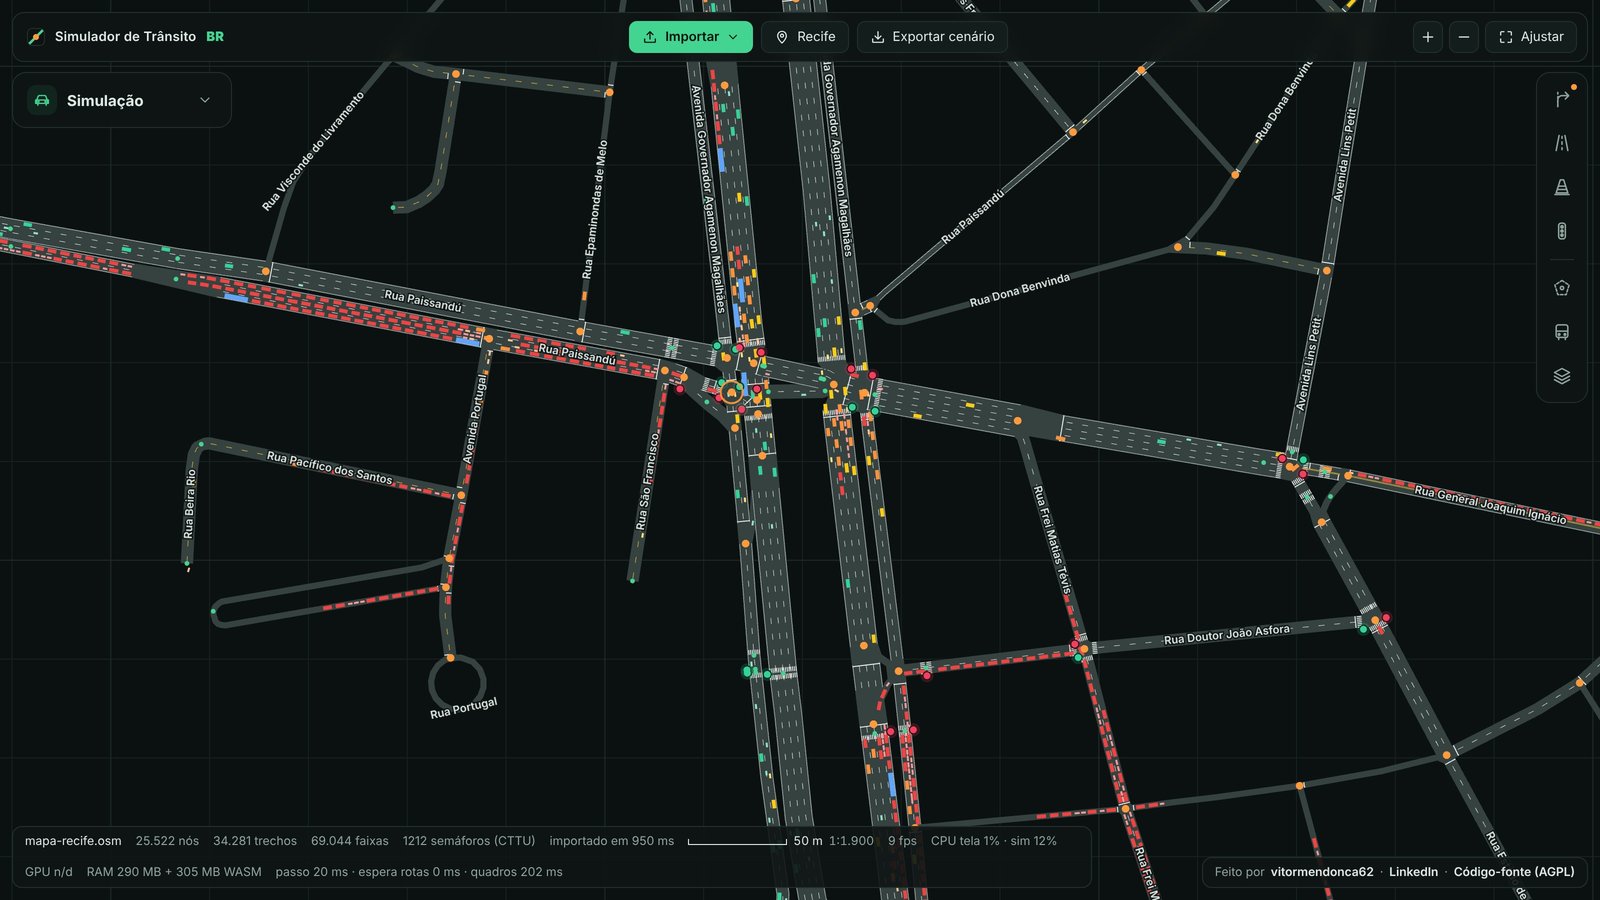 Simulador de Trânsito BR
Importar
Recife
Exportar cenário
Ajustar
Simulação
Rua Visconde do Livramento
Rua Epaminondas de Melo
Avenida Governador Agamenon Magalhães
da Governador Agamenon Magalhães
Rua Paissandú
Rua Dona Benvin
Avenida Lins Petit
Rua Dona Benvinda
Rua Paissandú
Rua Paissandú
Avenida Lins Petit
Avenida Portugal
Rua São Francisco
Rua Pacífico dos Santos
Rua Beira Rio
Rua General Joaquim Ignácio
Rua Frei Matias Tévis
Rua Doutor João Asfora
Rua Portugal
Rua Frei M
mapa-recife.osm 25.522 nós 34.281 trechos 69.044 faixas 1212 semáforos (CTTU) importado em 950 ms 50 m 1:1.900 9 fps CPU tela 1% · sim 12%
GPU n/d RAM 290 MB + 305 MB WASM passo 20 ms · espera rotas 0 ms · quadros 202 ms
Feito por vitormendonca62 · LinkedIn · Código-fonte (AGPL)